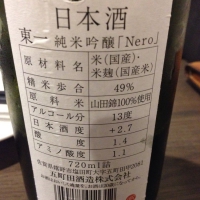 日本酒
東一 純米吟醸「Nero」
原材料名 米(国産)・米麹(国産米)
精米歩合 49%
原料米 山田錦100%使用
アルコール分 13度
日本酒度 +2.7
酸度 1.4
アミノ酸度 1.1
720ml詰
五町田酒造株式会社